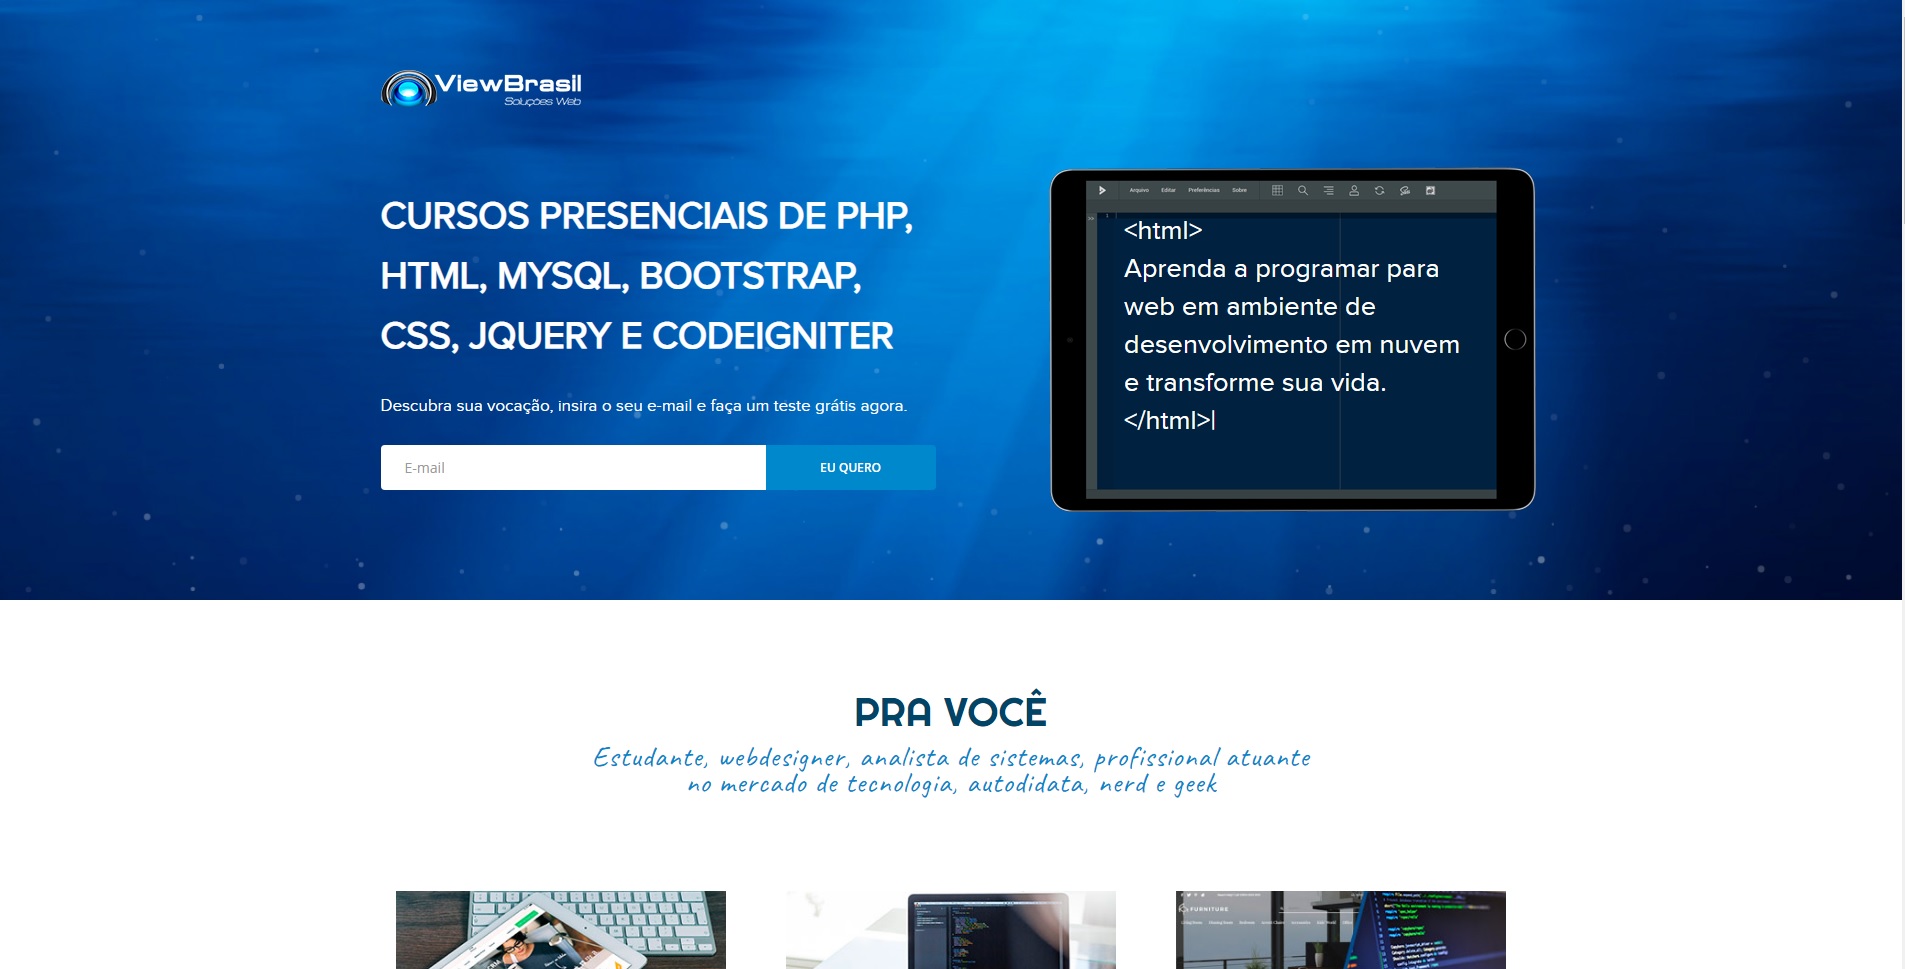 ViewBrasil
Soluções Web
CURSOS PRESENCIAIS DE PHP,
HTML, MYSQL, BOOTSTRAP,
CSS, JQUERY E CODEIGNITER
Descubra sua vocação, insira o seu e-mail e faça um teste grátis agora.
E-mail
EU QUERO
Arquivo Editar Preferências Sobre
1
<html>
Aprenda a programar para
web em ambiente de
desenvolvimento em nuvem
e transforme sua vida.
</html>|
PRA VOCÊ
Estudante, webdesigner, analista de sistemas, profissional atuante
no mercado de tecnologia, autodidata, nerd e geek
FURNITURE